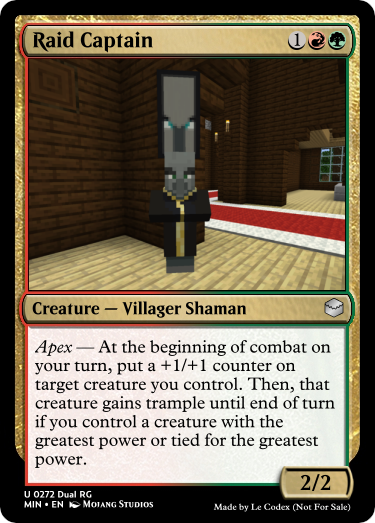 Raid Captain 1
Creature — Villager Shaman
Apex — At the beginning of combat on
your turn, put a +1/+1 counter on
target creature you control. Then, that
creature gains trample until end of turn
if you control a creature with the
greatest power or tied for the greatest
power.
2/2
U 0272 Dual RG
MIN • EN Mojang Studios
Made by Le Codex (Not For Sale)